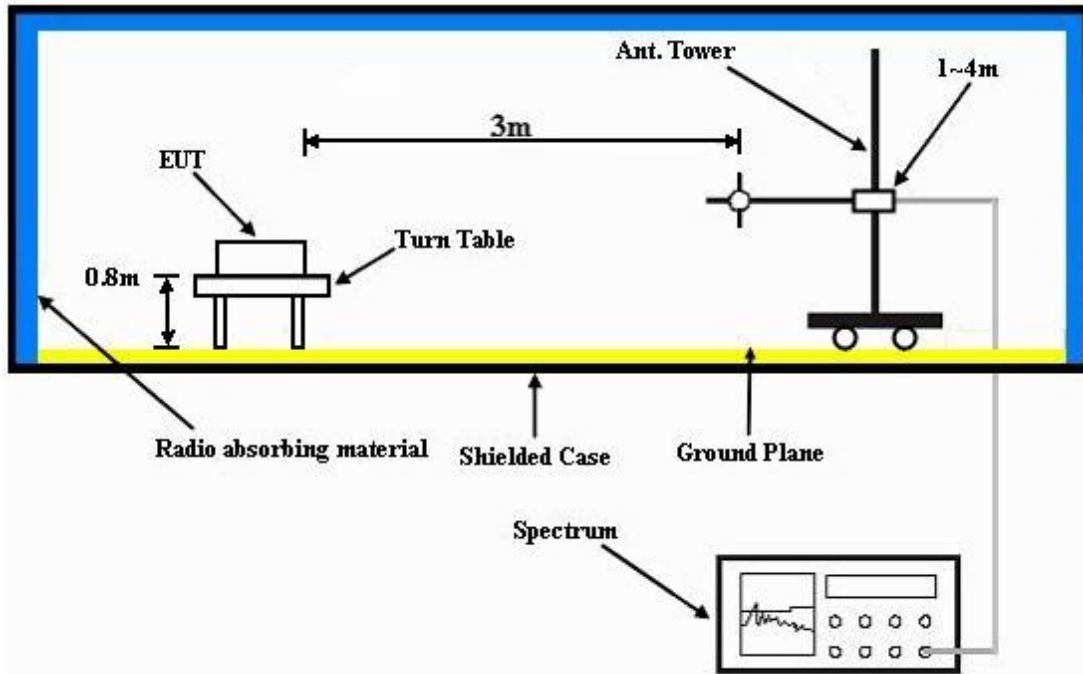 Ant. Tower
1~4m
3m
EUT
Turn Table
0.8m
Radio absorbing material
Shielded Case
Ground Plane
Spectrum